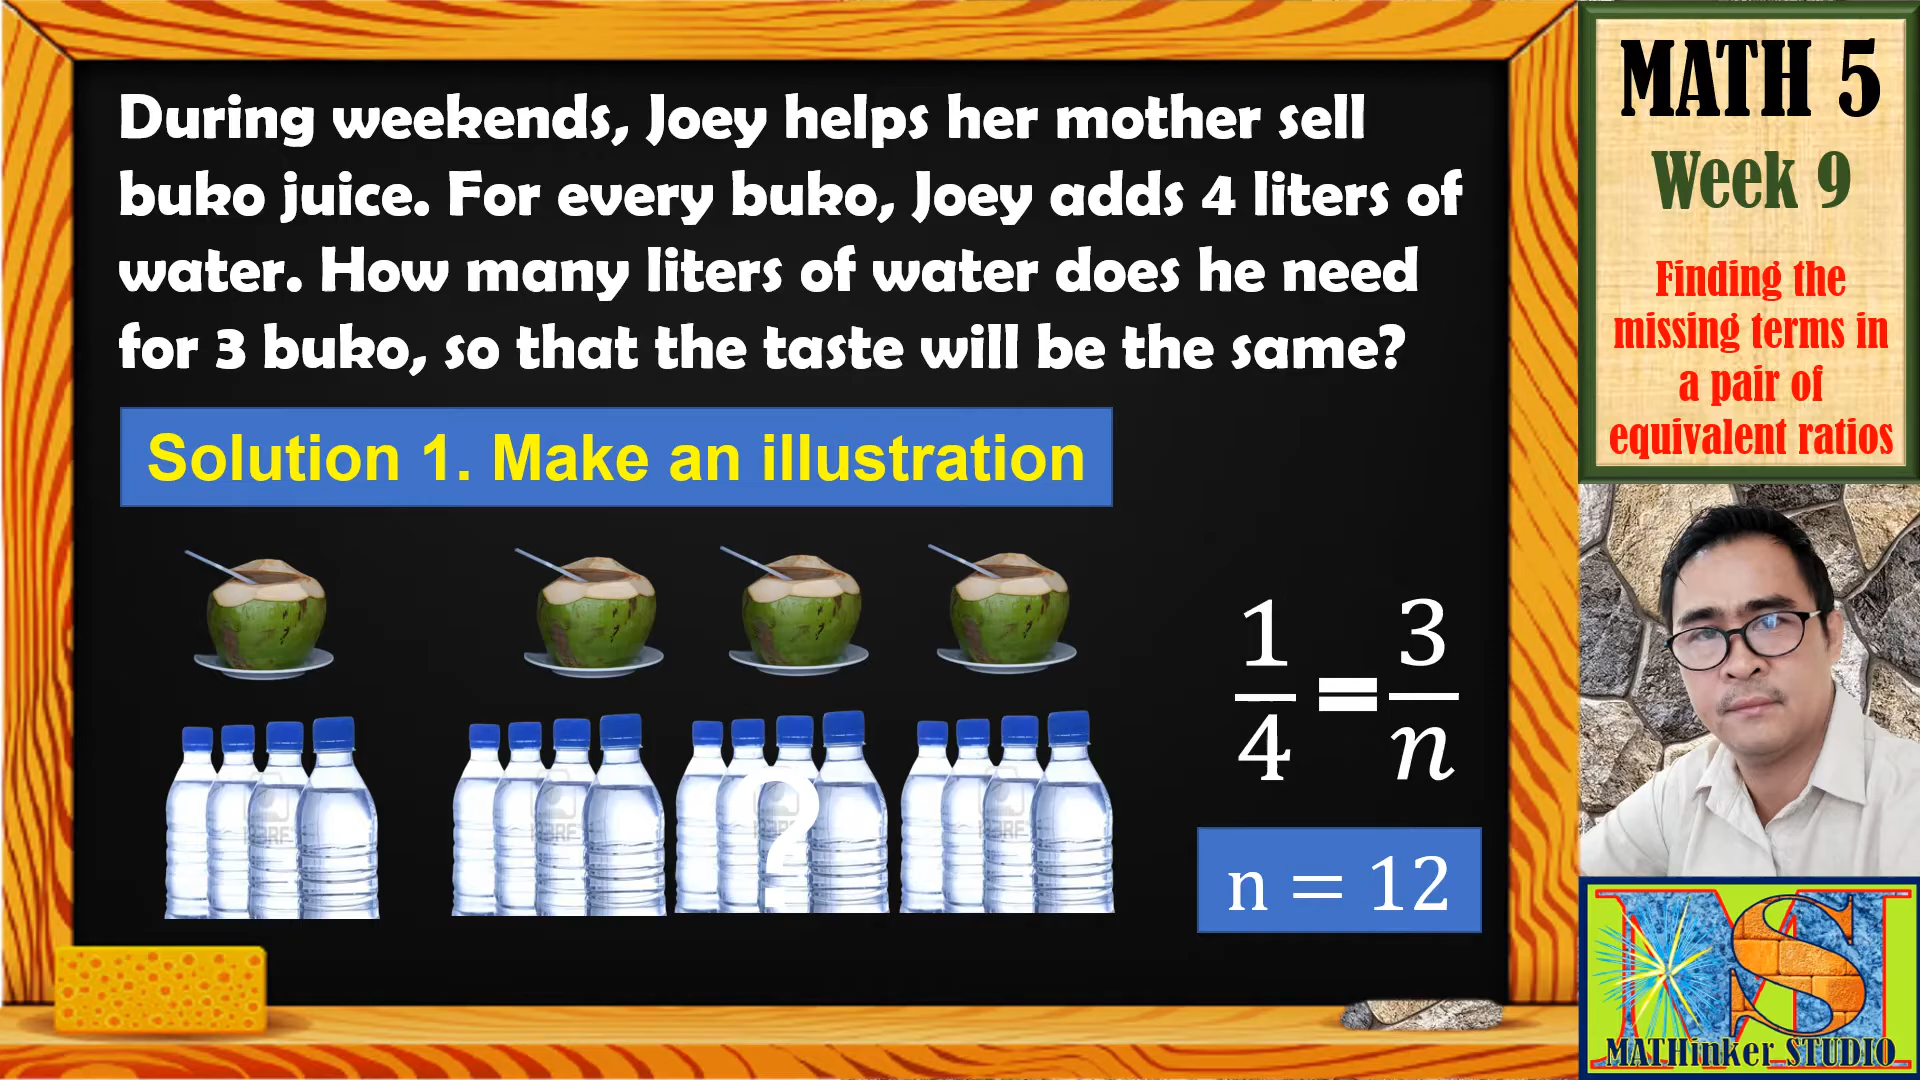 During weekends, Joey helps her mother sell
buko juice. For every buko, Joey adds 4 liters of
water. How many liters of water does he need
for 3 buko, so that the taste will be the same?
Solution 1. Make an illustration
?
1/4 = 3/n
n = 12
MATH 5
Week 9
Finding the
missing terms in
a pair of
equivalent ratios
MS
MATHinker STUDIO